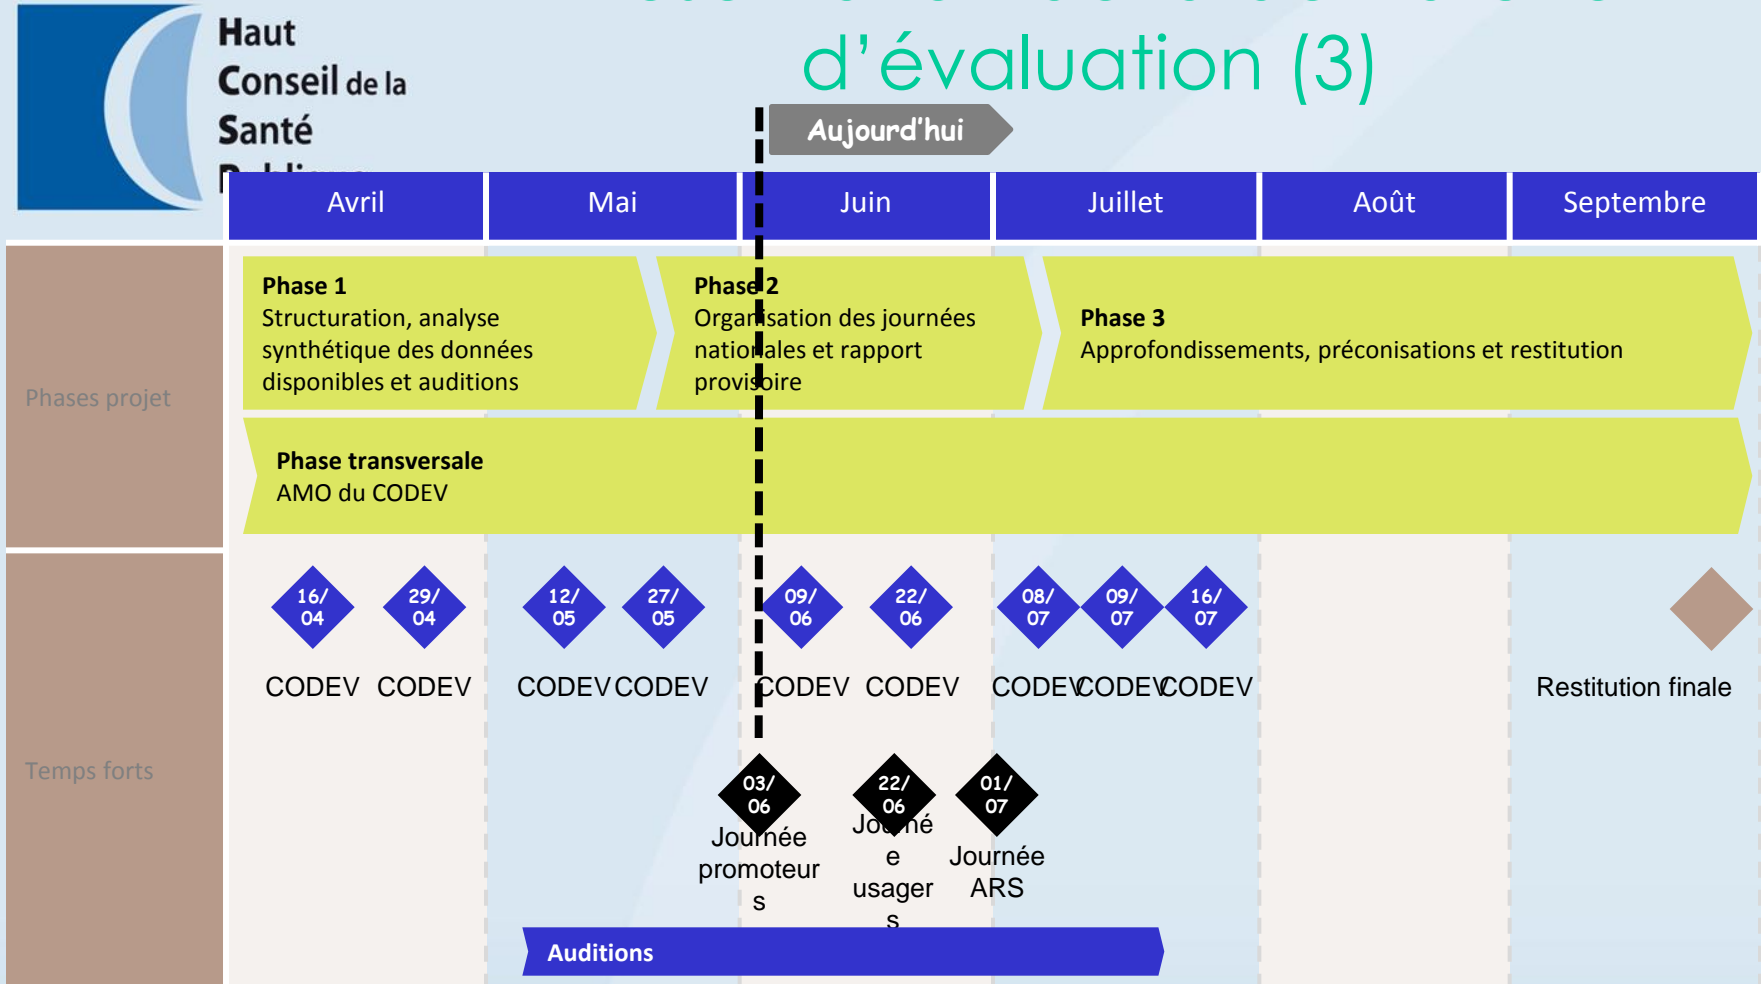 d’évaluation (3)
Haut
Conseil de la
Santé
Aujourd'hui
Avril
Mai
Juin
Juillet
Août
Septembre
Phases projet
Phase 1
Structuration, analyse
synthétique des données
disponibles et auditions
Phase 2
Organisation des journées
nationales et rapport
provisoire
Phase 3
Approfondissements, préconisations et restitution
Phase transversale
AMO du CODEV
Temps forts
16/
04
CODEV
29/
04
CODEV
12/
05
CODEV
27/
05
CODEV
09/
06
CODEV
22/
06
CODEV
08/
07
CODEV
09/
07
CODEV
16/
07
CODEV
Restitution finale
03/
06
Journée
promoteur
s
22/
06
Journé
e
usager
s
01/
07
Journée
ARS
Auditions